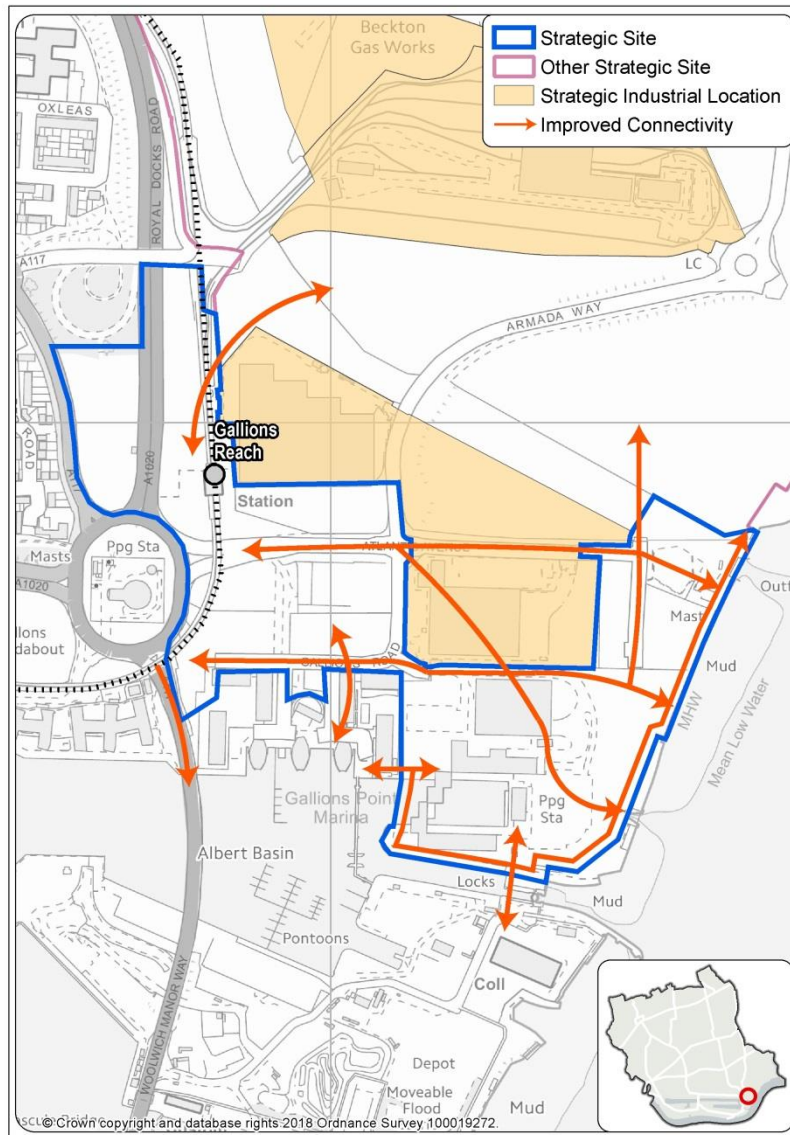 Beckton
Gas Works
Strategic Site
Other Strategic Site
Strategic Industrial Location
Improved Connectivity
OXLEAS
ROYAL DOCKS ROAD
A117
LC
ARMADA WAY
ROAD
A1020
Gallions
Reach
Station
Masts
Ppg Sta
A1020
Mast
Outf
Mud
MHW
Mean Low Water
Gallions Point
Marina
Ppg
Sta
Albert Basin
Locks
Mud
Pontoons
Coll
WOOLWICH MANOR WAY
Depot
Moveable
Flood
Mud
© Crown copyright and database rights 2018 Ordnance Survey 100019272.